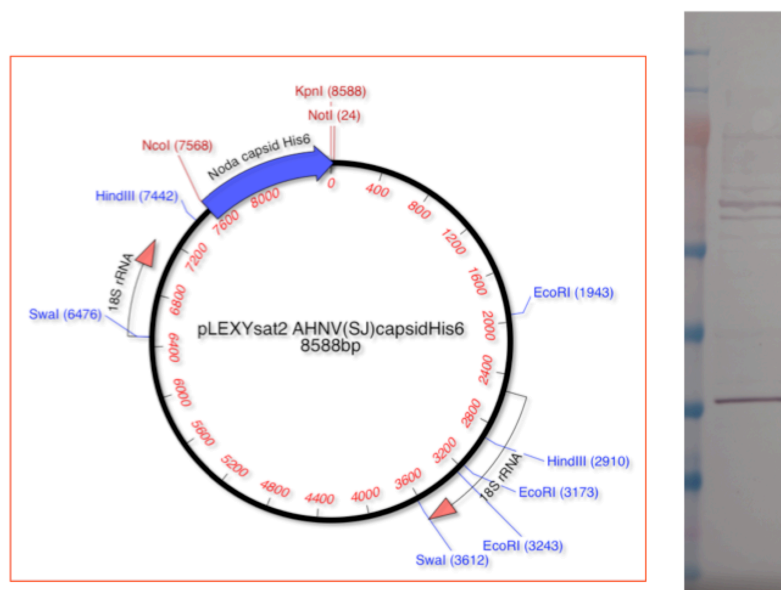 KpnI (8588)
NotI (24)
Noda capsid His6
NcoI (7568)
HindIII (7442)
18S rRNA
SwaI (6476)
EcoRI (1943)
pLEXYsat2 AHNV(SJ)capsidHis6
8588bp
HindIII (2910)
EcoRI (3173)
18S rRNA
EcoRI (3243)
SwaI (3612)
0
400
800
1200
1600
2000
2400
2800
3200
3600
4000
4400
4800
5200
5600
6000
6400
6800
7200
7600
8000